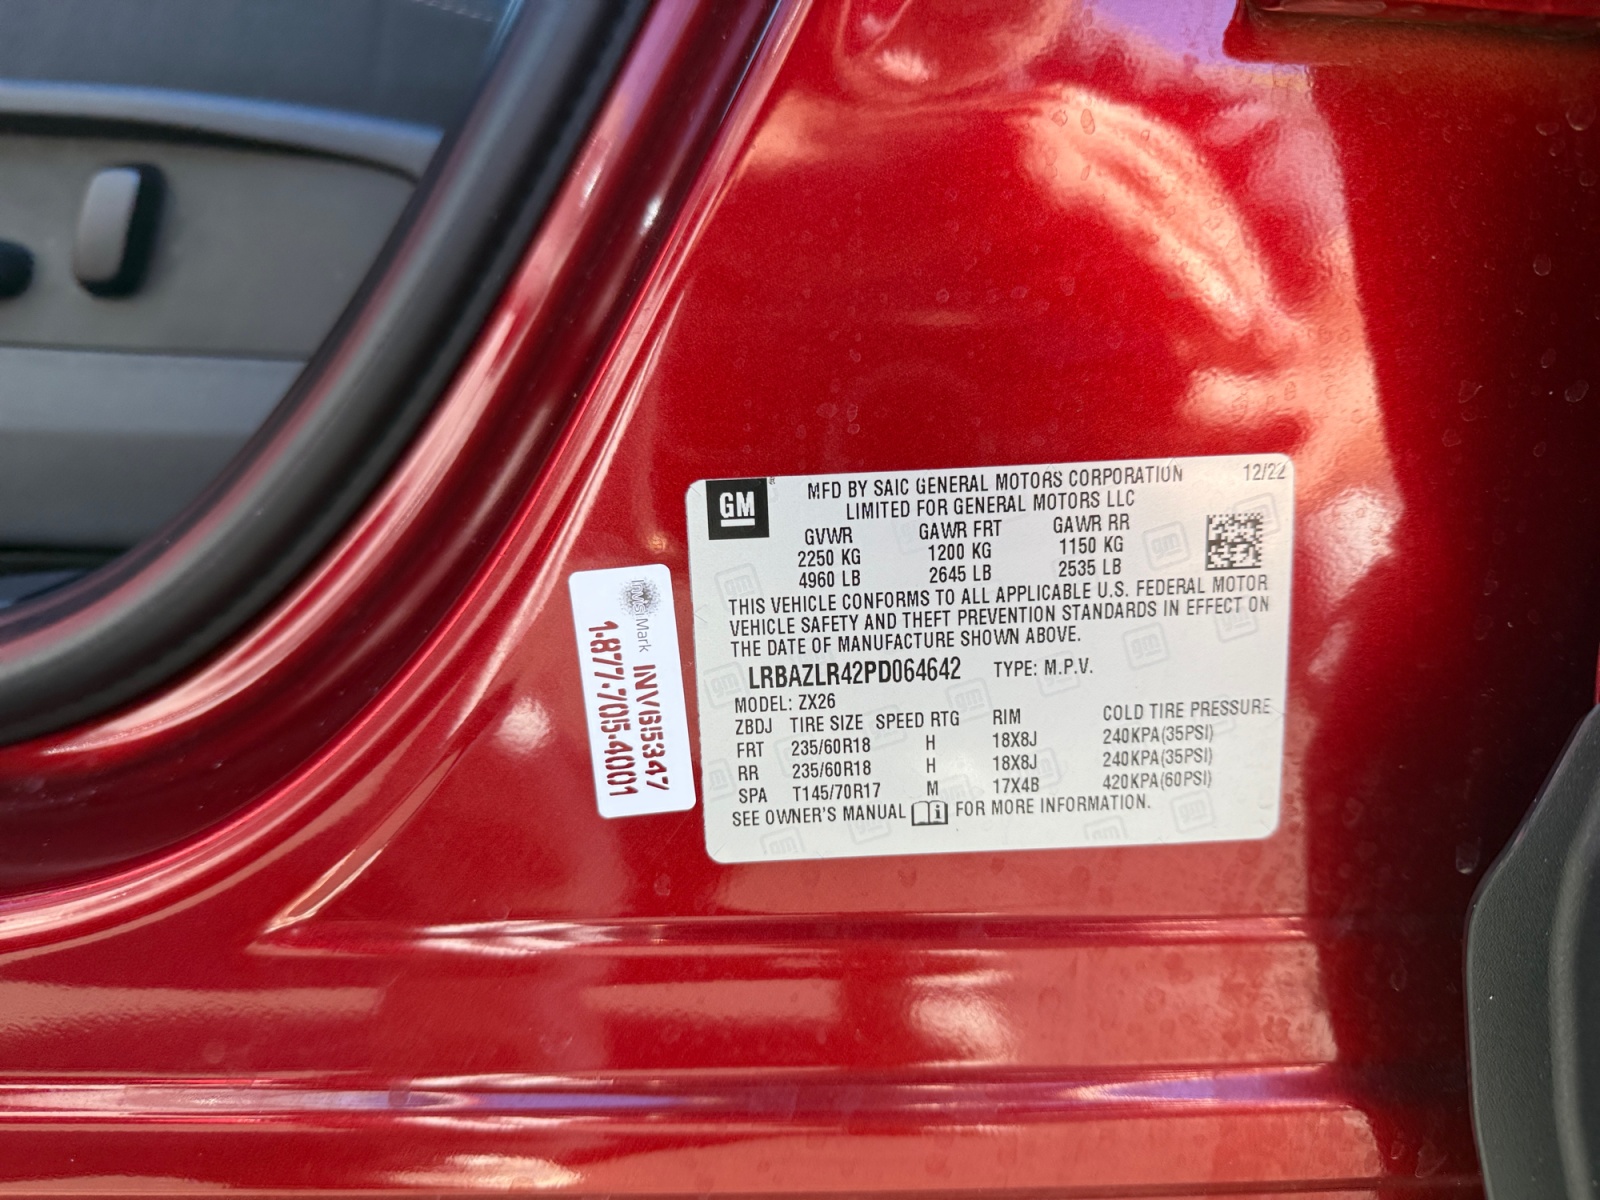 GM
MFD BY SAIC GENERAL MOTORS CORPORATION 12/22
LIMITED FOR GENERAL MOTORS LLC
GVWR GAWR FRT GAWR RR
2250 KG 1200 KG 1150 KG
4960 LB 2645 LB 2535 LB
THIS VEHICLE CONFORMS TO ALL APPLICABLE U.S. FEDERAL MOTOR
VEHICLE SAFETY AND THEFT PREVENTION STANDARDS IN EFFECT ON
THE DATE OF MANUFACTURE SHOWN ABOVE.
LRBAZLR42PD064642 TYPE: M.P.V.
MODEL: ZX26
ZBDJ TIRE SIZE SPEED RTG RIM COLD TIRE PRESSURE
FRT 235/60R18 H 18X8J 240KPA(35PSI)
RR 235/60R18 H 18X8J 240KPA(35PSI)
SPA T145/70R17 M 17X4B 420KPA(60PSI)
SEE OWNER'S MANUAL FOR MORE INFORMATION.
InVisiMark INV65347
1-877-705-4001